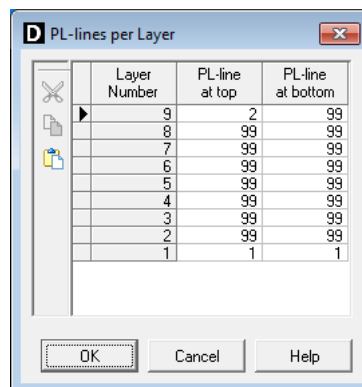 D PL-lines per Layer
Layer Number PL-line at top PL-line at bottom
9 2 99
8 99 99
7 99 99
6 99 99
5 99 99
4 99 99
3 99 99
2 99 99
1 1 1
OK Cancel Help